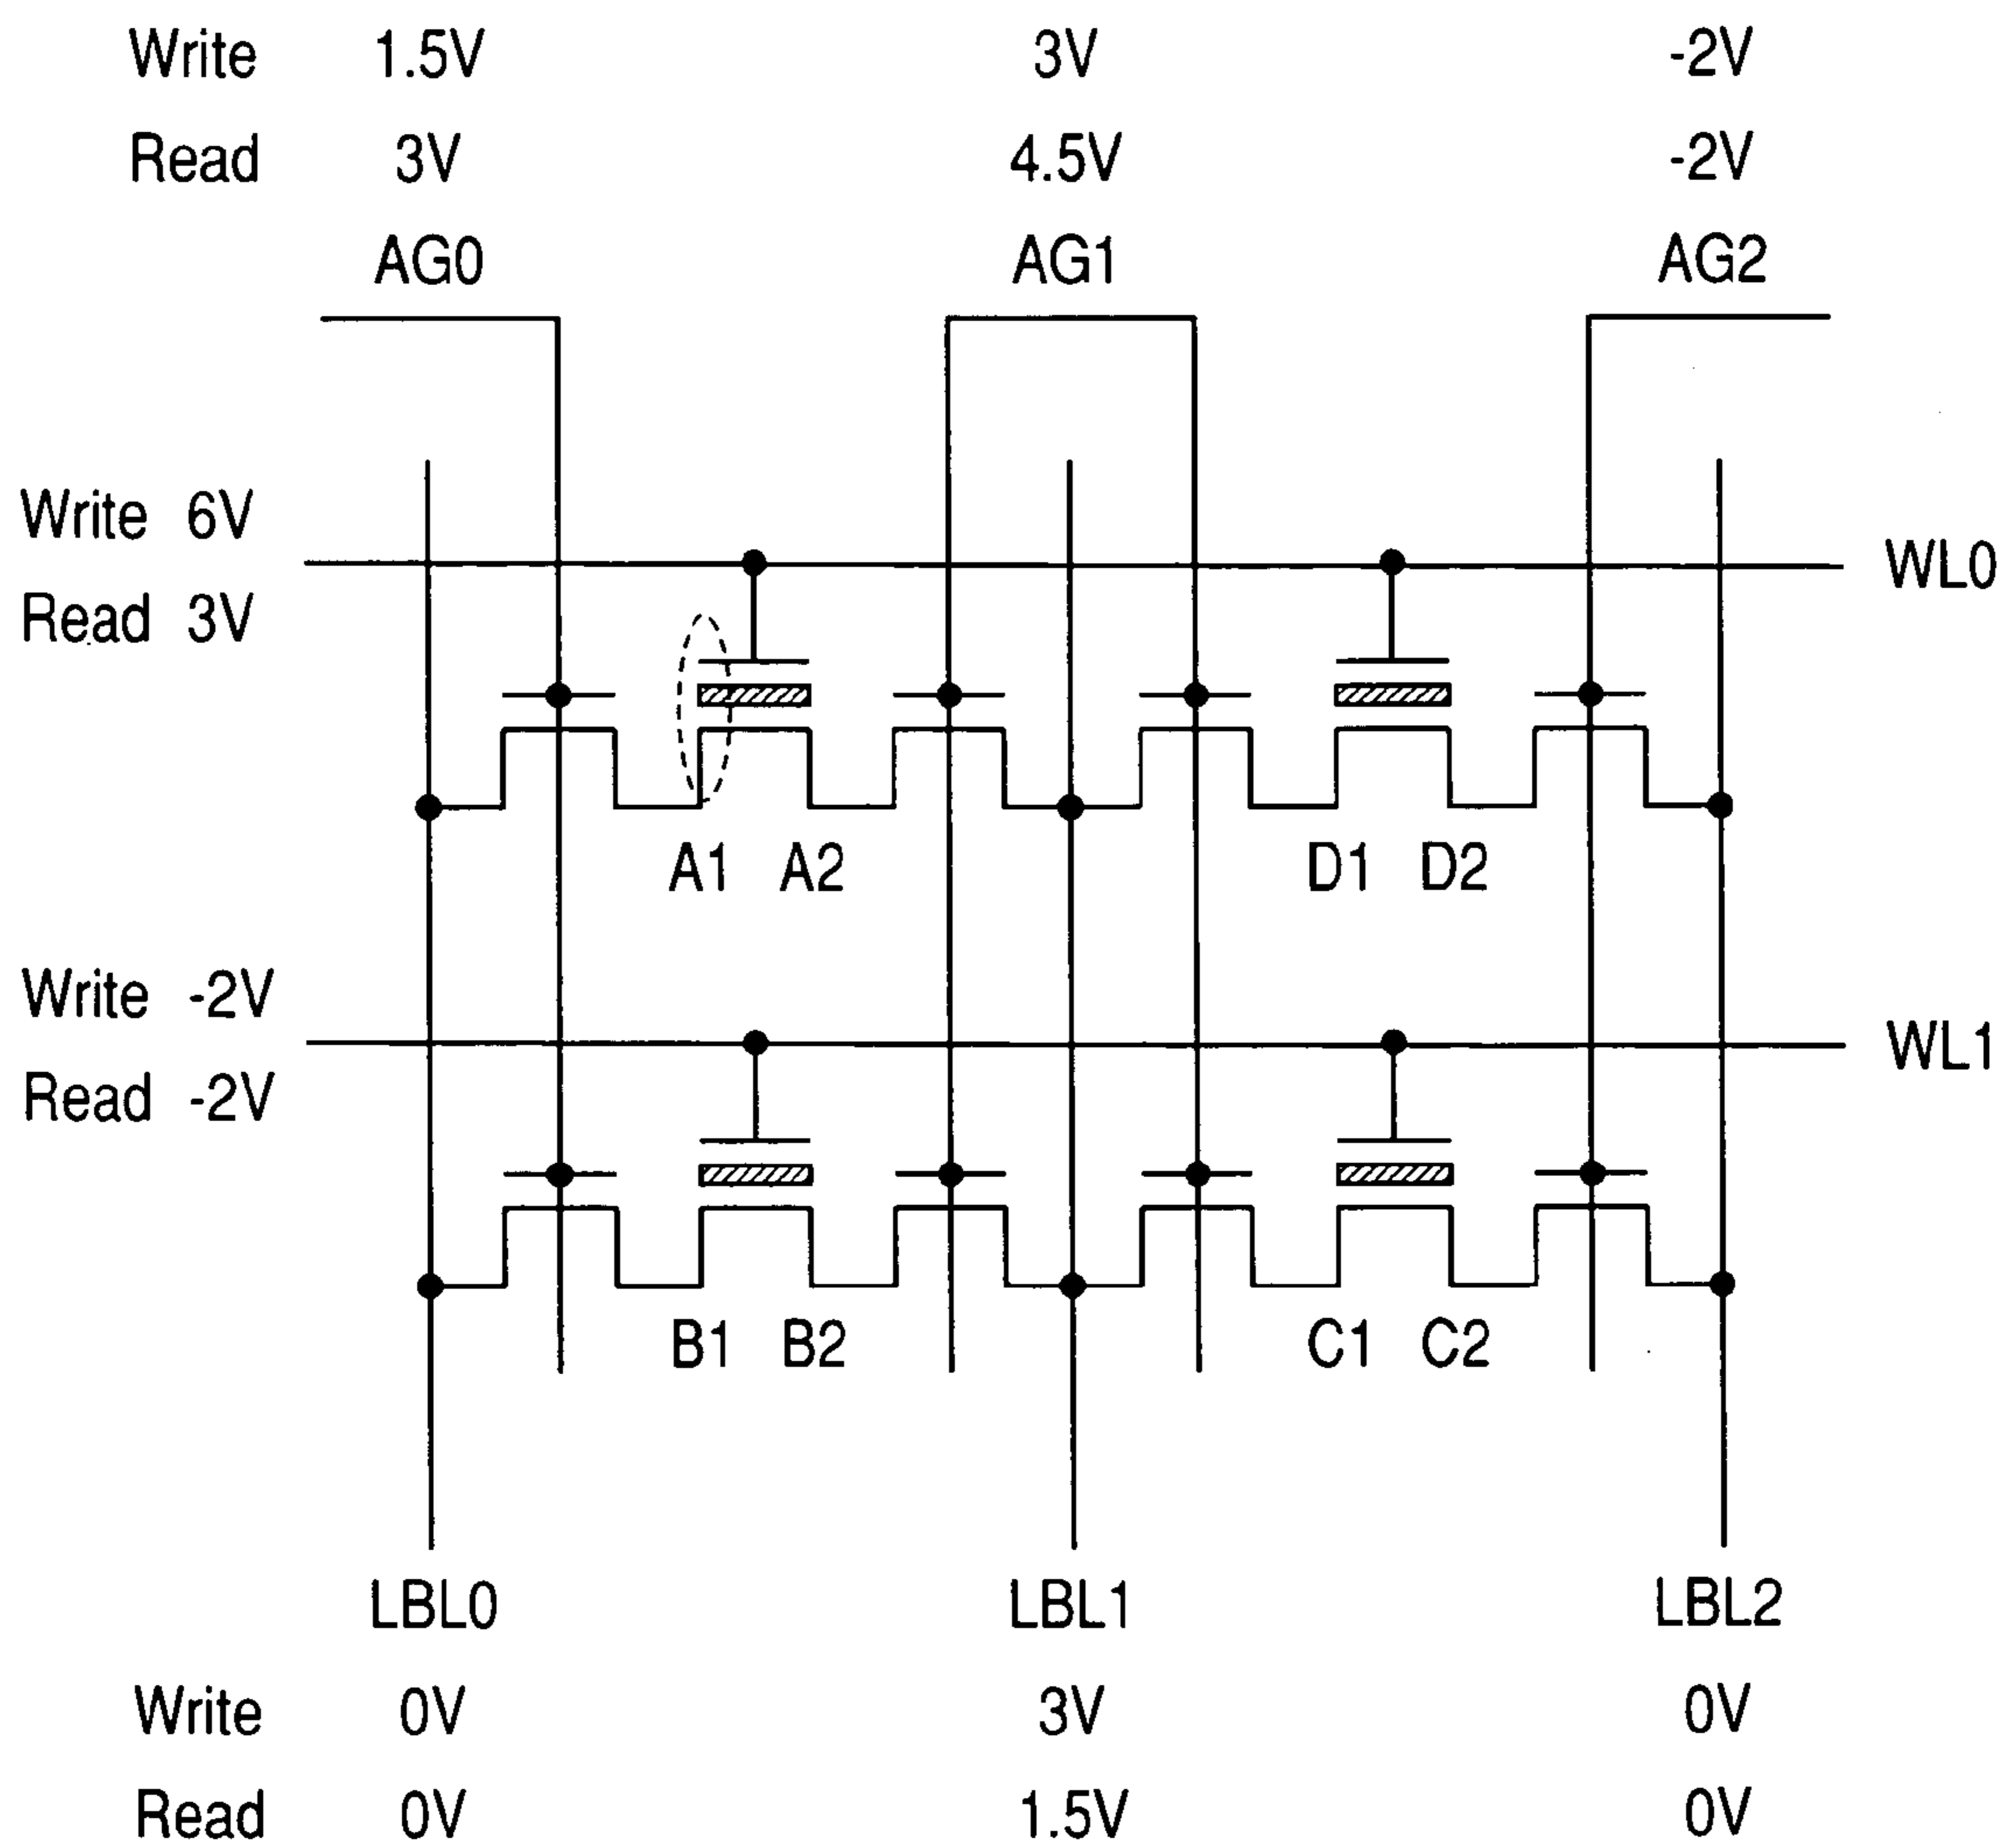 Write 1.5V 3V -2V
Read 3V 4.5V -2V
AG0 AG1 AG2
Write 6V
WL0
Read 3V
A1 A2 D1 D2
Write -2V
WL1
Read -2V
B1 B2 C1 C2
LBL0 LBL1 LBL2
Write 0V 3V 0V
Read 0V 1.5V 0V